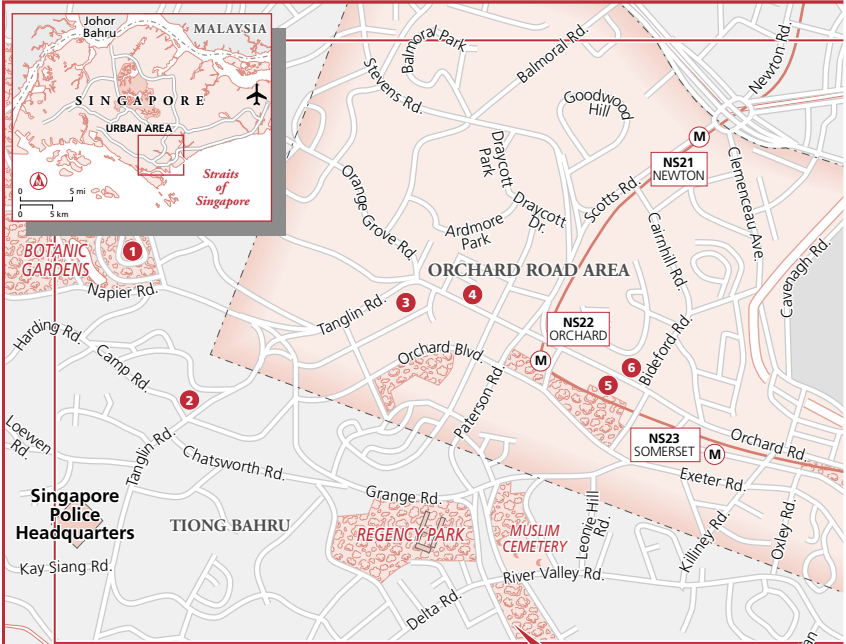 Johor
Bahru
MALAYSIA
SINGAPORE
URBAN AREA
Straits
of
Singapore
N
0 5 mi
0 5 km
Balmoral Park
Balmoral Rd.
Stevens Rd.
Goodwood
Hill
Newton Rd.
M
NS21
NEWTON
Draycott
Park
Draycott
Dr.
Scotts Rd.
Clemenceau Ave.
Orange Grove Rd.
Ardmore
Park
Cairnhill Rd.
Cavenagh Rd.
BOTANIC
GARDENS
1
Napier Rd.
ORCHARD ROAD AREA
3
4
Tanglin Rd.
NS22
ORCHARD
M
Harding Rd.
Camp Rd.
Orchard Blvd
Bideford Rd.
6
5
2
Paterson Rd.
Loewen
Rd.
Tanglin Rd.
Chatsworth Rd.
NS23
SOMERSET
M
Orchard Rd.
Exeter Rd.
Grange Rd.
Singapore
Police
Headquarters
TIONG BAHRU
REGENCY PARK
MUSLIM
CEMETERY
Leonie Hill
Rd.
Killiney Rd.
Oxley Rd.
Kay Siang Rd.
River Valley Rd.
Delta Rd.